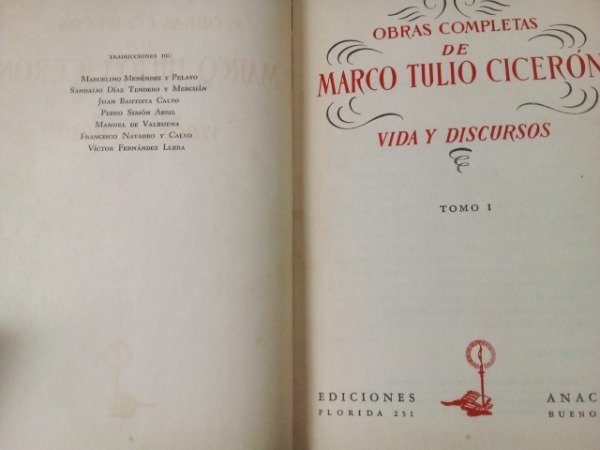 TRADUCCIONES DE:
MARCELINO MENÉNDEZ Y PELAYO
SANDALIO DÍAZ TENDERO Y MERCHÁN
JUAN BAUTISTA CALVO
PEDRO SIMÓN ABRIL
MANUEL DE VALBUENA
FRANCISCO NAVARRO Y CALVO
VÍCTOR FERNÁNDEZ LLERA
OBRAS COMPLETAS
DE
MARCO TULIO CICERÓN
VIDA Y DISCURSOS
TOMO I
EDICIONES ANAC
FLORIDA 251 BUENO